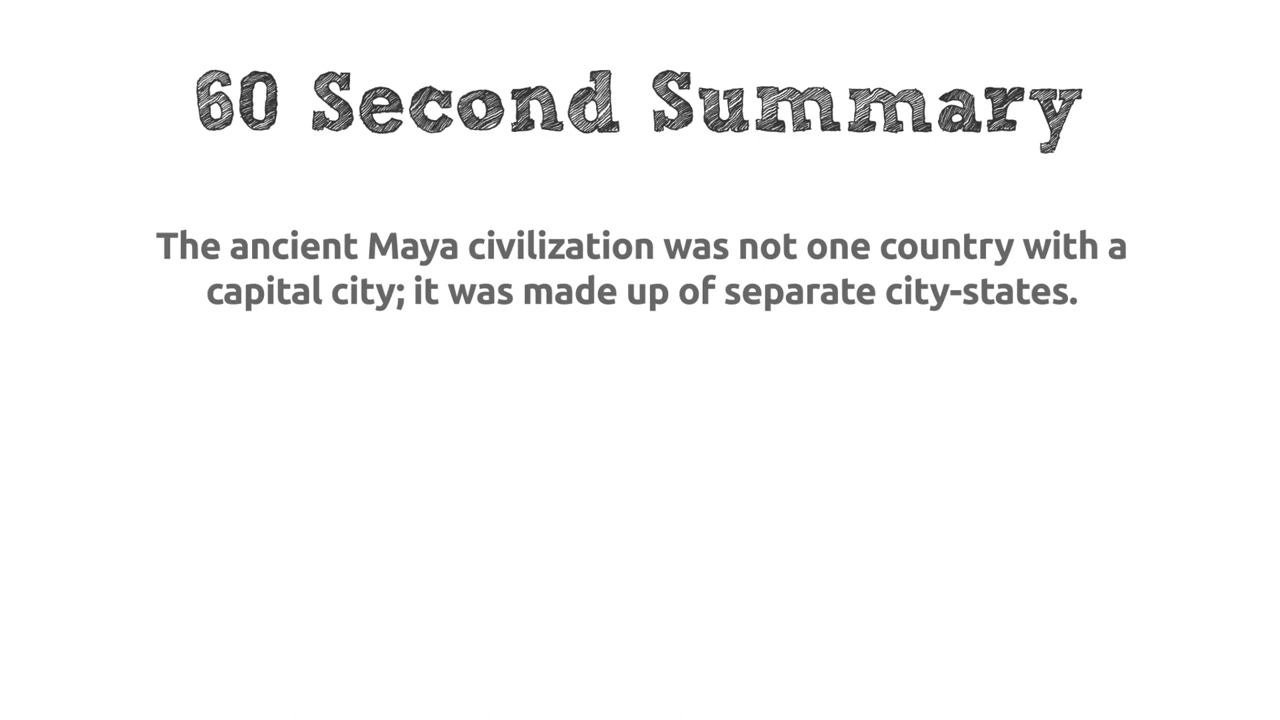 60 Second Summary
The ancient Maya civilization was not one country with a
capital city; it was made up of separate city-states.